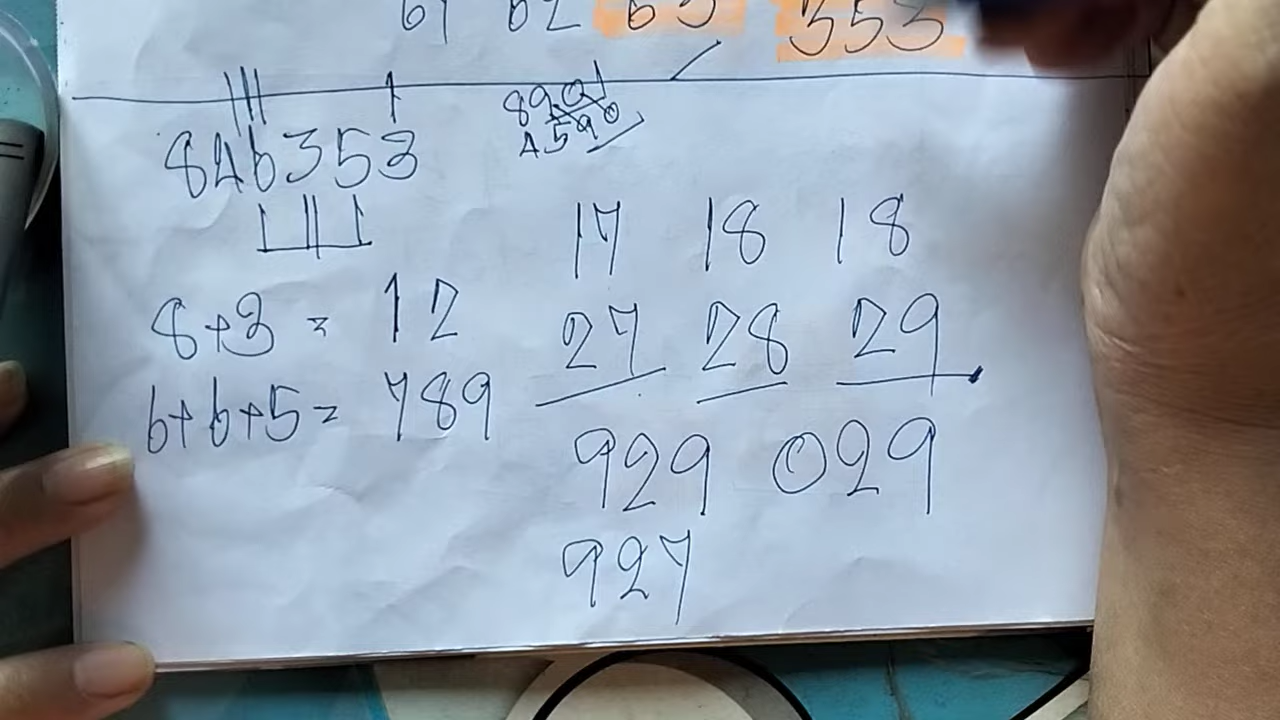 61 62 63 353
8901
A590
846353
17 18 18
8+3= 12
27 28 29
6+6+5= 789
929 029
927